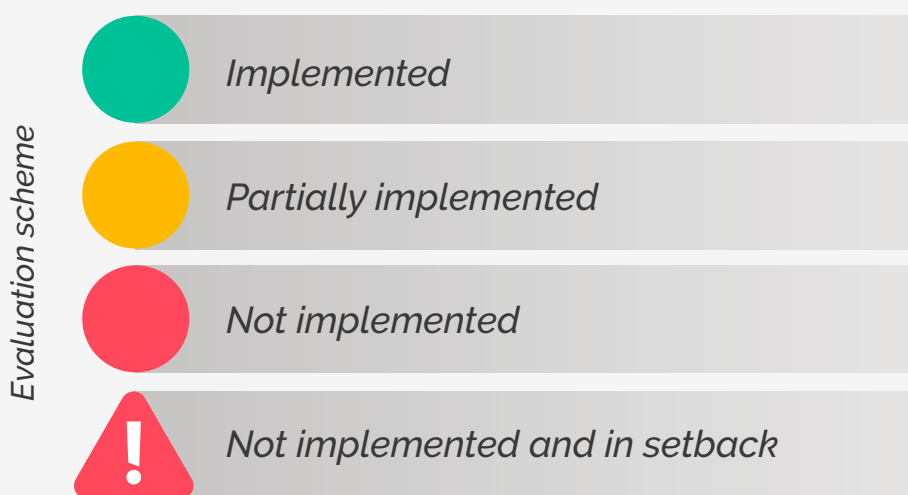 Evaluation scheme
Implemented
Partially implemented
Not implemented
!
Not implemented and in setback